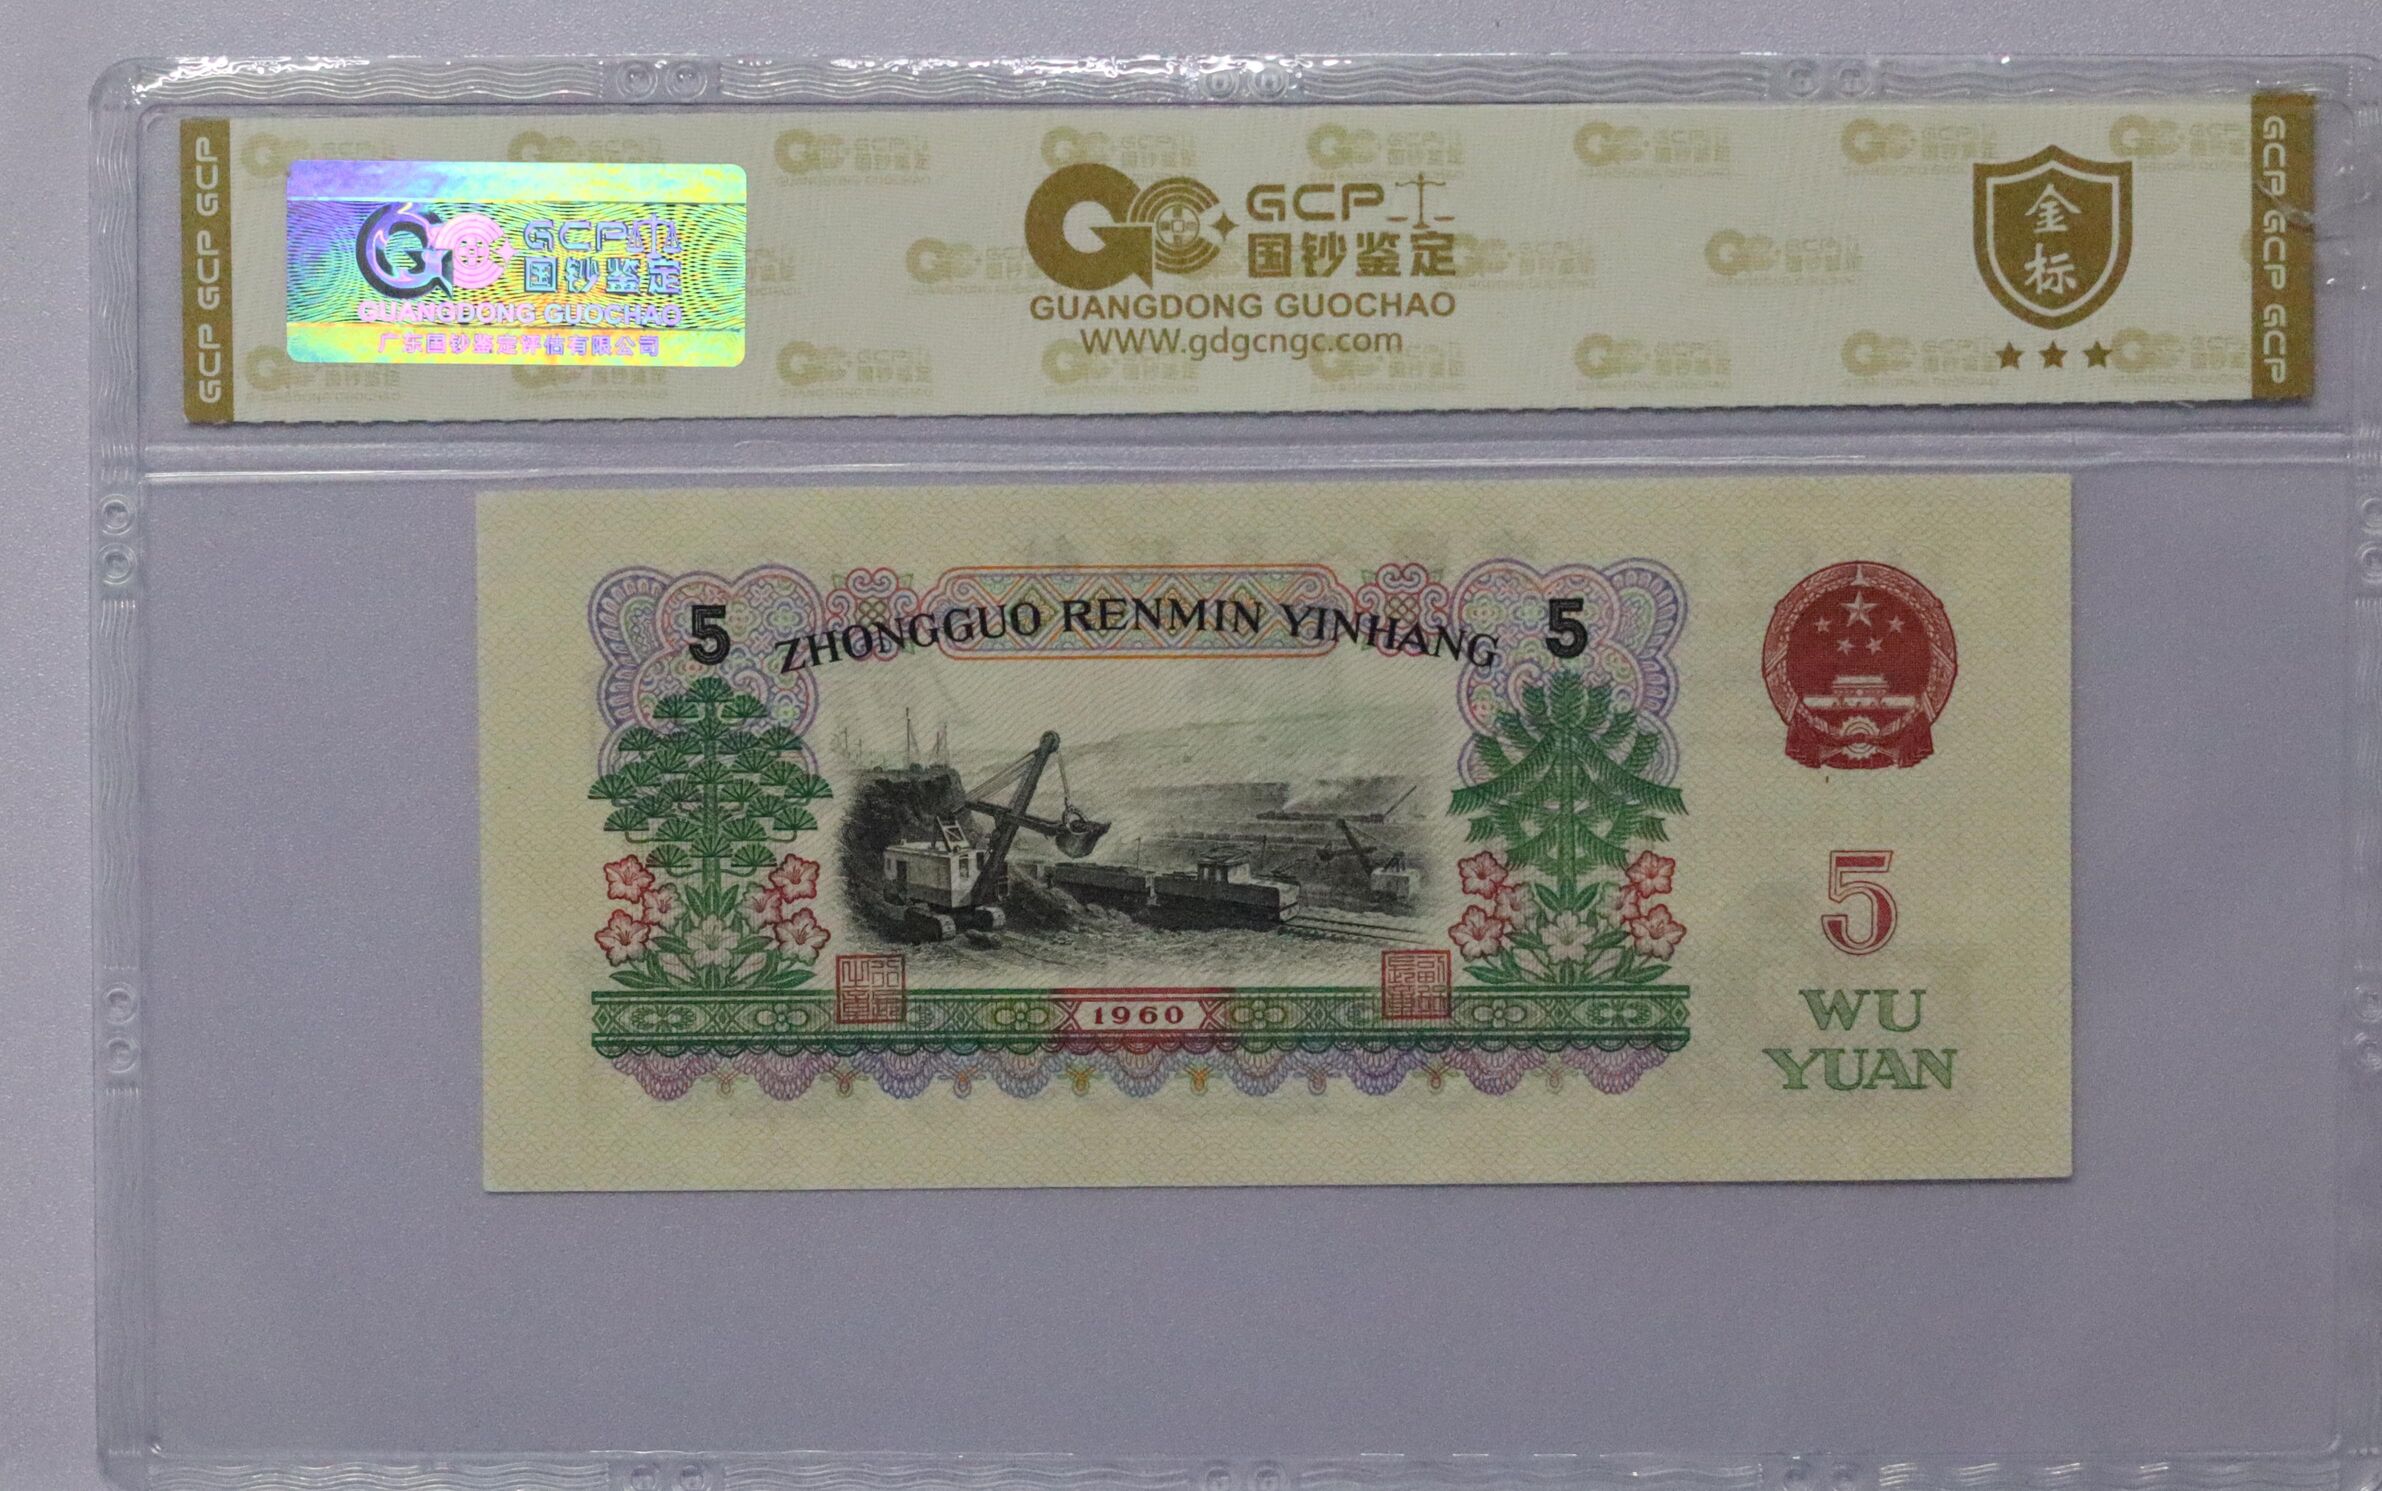 GCP GCP GCP
GCP
国钞鉴定
GUANGDONG GUOCHAO
广东国钞鉴定评估有限公司
GCP
国钞鉴定
GUANGDONG GUOCHAO
WWW.gdgcngc.com
金
标
GCP GCP GCP
5
ZHONGGUO RENMIN YINHANG
5
5
1960
WU
YUAN